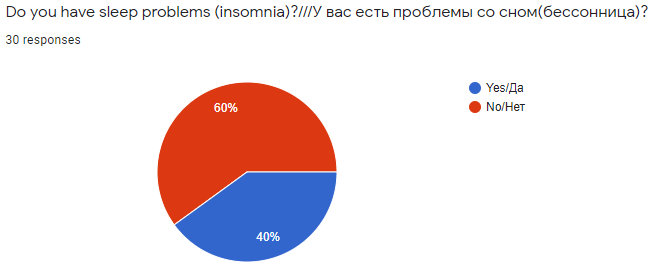 Do you have sleep problems (insomnia)?///У вас есть проблемы со сном(бессонница)?
30 responses
Yes/Да
No/Нет
60%
40%